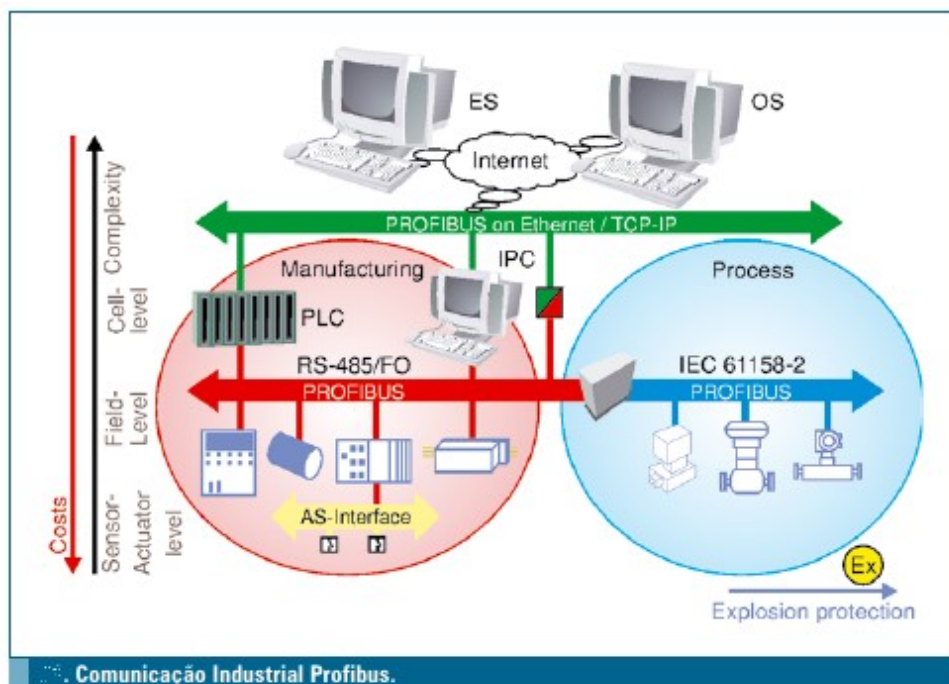 ES
OS
Internet
PROFIBUS on Ethernet / TCP-IP
Manufacturing
IPC
Process
PLC
RS-485/FO
IEC 61158-2
PROFIBUS
PROFIBUS
AS-Interface
Ex
Explosion protection
Costs
Complexity
Cell-
level
Field-
Level
Sensor-
Actuator
level
. Comunicação Industrial Profibus.